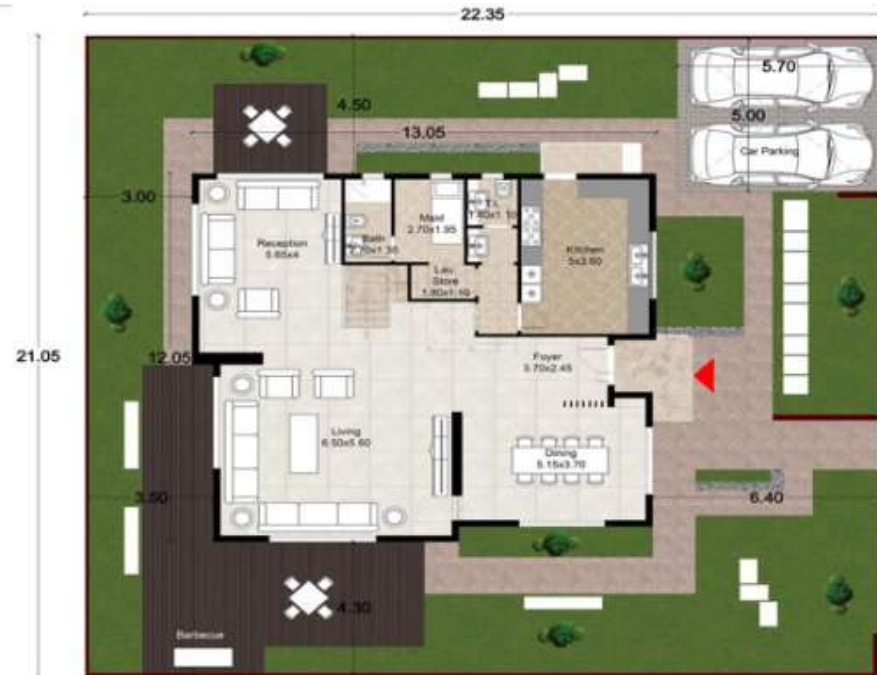 22.35
5.70
4.50
5.00
13.05
Car Parking
3.00
T.I.
1.40x1.10
Maid
2.70x1.95
Bath
2.70x1.35
Reception
5.65x4
Kitchen
5x3.60
Lau.
Store
21.05
12.05
Foyer
3.70x2.45
Living
6.50x5.60
Dining
5.15x3.70
3.50
6.40
4.30
Barbecue